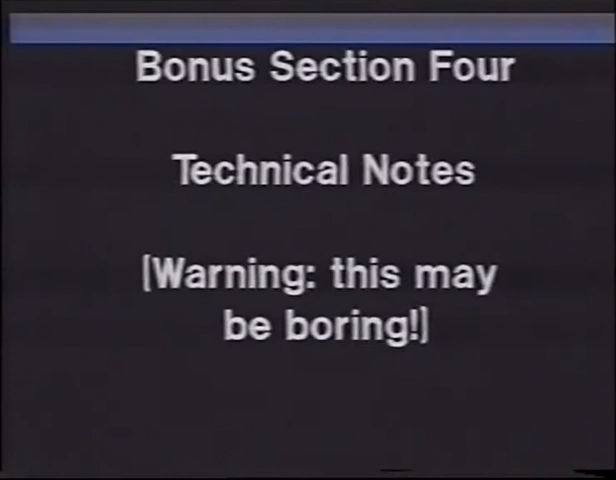 Bonus Section Four
Technical Notes
(Warning: this may
be boring!)